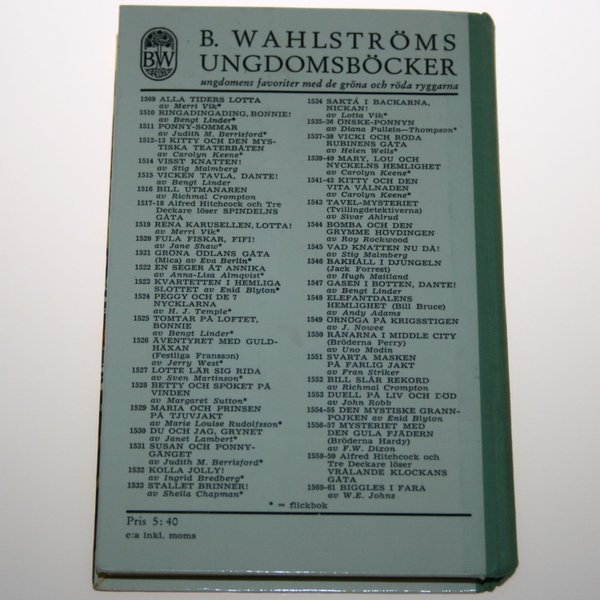 BW
B. WAHLSTRÖMS
UNGDOMSBÖCKER
ungdomens favoriter med de gröna och röda ryggarna
1509 ALLA TIDERS LOTTA
av Merri Vik*
1510 RINGADINGADING, BONNIE!
av Bengt Linder*
1511 PONNY-SOMMAR
av Judith M. Berrisford*
1512-13 KITTY OCH DEN MYS-
TISKA TEATERBÅTEN
av Carolyn Keene*
1514 VISST KNATTEN!
av Stig Malmberg
1515 VICKEN TAVLA, DANTE!
av Bengt Linder
1516 BILL UTMANAREN
av Richmal Crompton
1517-18 Alfred Hitchcock och Tre
Deckare löser SPINDELNS
GÅTA
1519 RENA KARUSELLEN, LOTTA!
av Merri Vik*
1520 FULA FISKAR, FIFI!
av Jane Shaw*
1521 GRÖNA ÖDLANS GÅTA
(Mica) av Eva Berlin*
1522 EN SEGER ÅT ANNIKA
av Anna-Lisa Almqvist*
1523 KVARTETTEN I HEMLIGA
SLOTTET av Enid Blyton*
1524 PEGGY OCH DE 7
NYCKLARNA
av H. J. Temple*
1525 TOMTAR PÅ LOFTET,
BONNIE
av Bengt Linder*
1526 ÄVENTYRET MED GULD-
HÄXAN
(Festliga Fransson)
av Jerry West*
1527 LOTTE LÄR SIG RIDA
av Sven Martinson*
1528 BETTY OCH SPÖKET PÅ
VINDEN
av Margaret Sutton*
1529 MARIA OCH PRINSEN
PÅ TJUVJAKT
av Marie Louise Rudolfsson*
1530 DU OCH JAG, GRYNET
av Janet Lambert*
1531 SUSAN OCH PONNY-
GÄNGET
av Judith M. Berrisford*
1532 KOLLA JOLLY!
av Ingrid Bredberg*
1533 STALLET BRINNER!
av Sheila Chapman*
1534 SAKTA I BACKARNA,
NICKAN!
av Lotta Vik*
1535-36 ÖNSKE-PONNYN
av Diana Pullein-Thompson*
1537-38 VICKI OCH RÖDA
RUBINENS GÅTA
av Helen Wells*
1539-40 MARY, LOU OCH
NYCKELNS HEMLIGHET
av Carolyn Keene*
1541-42 KITTY OCH DEN
VITA VÅLNADEN
av Carolyn Keene*
1543 TAVEL-MYSTERIET
(Tvillingdetektiverna)
av Sivar Ahlrud
1544 BOMBA OCH DEN
GRYMME HÖVDINGEN
av Roy Rockwood
1545 VAD KNATTEN NU DÅ!
av Stig Malmberg
1546 BAKHÅLL I DJUNGELN
(Jack Forrest)
av Hugh Maitland
1547 GASEN I BOTTEN, DANTE!
av Bengt Linder
1548 ELEFANTDALENS
HEMLIGHET (Bill Bruce)
av Andy Adams
1549 ÖRNÖGA PÅ KRIGSSTIGEN
av J. Nowee
1550 RÅNARNA I MIDDLE CITY
(Bröderna Perry)
av Uno Modin
1551 SVARTA MASKEN
PÅ FARLIG JAKT
av Fran Striker
1552 BILL SLÅR REKORD
av Richmal Crompton
1553 DUELL PÅ LIV OCH DÖD
av John Robb
1554-55 DEN MYSTISKE GRANN-
POJKEN av Enid Blyton
1556-57 MYSTERIET MED
DEN GULA FJÄDERN
(Bröderna Hardy)
av F.W. Dixon
1558-59 Alfred Hitchcock och
Tre Deckare löser
VRÅLANDE KLOCKANS
GÅTA
1560-61 BIGGLES I FARA
av W.E. Johns
* = flickbok
Pris 5: 40
c:a inkl. moms